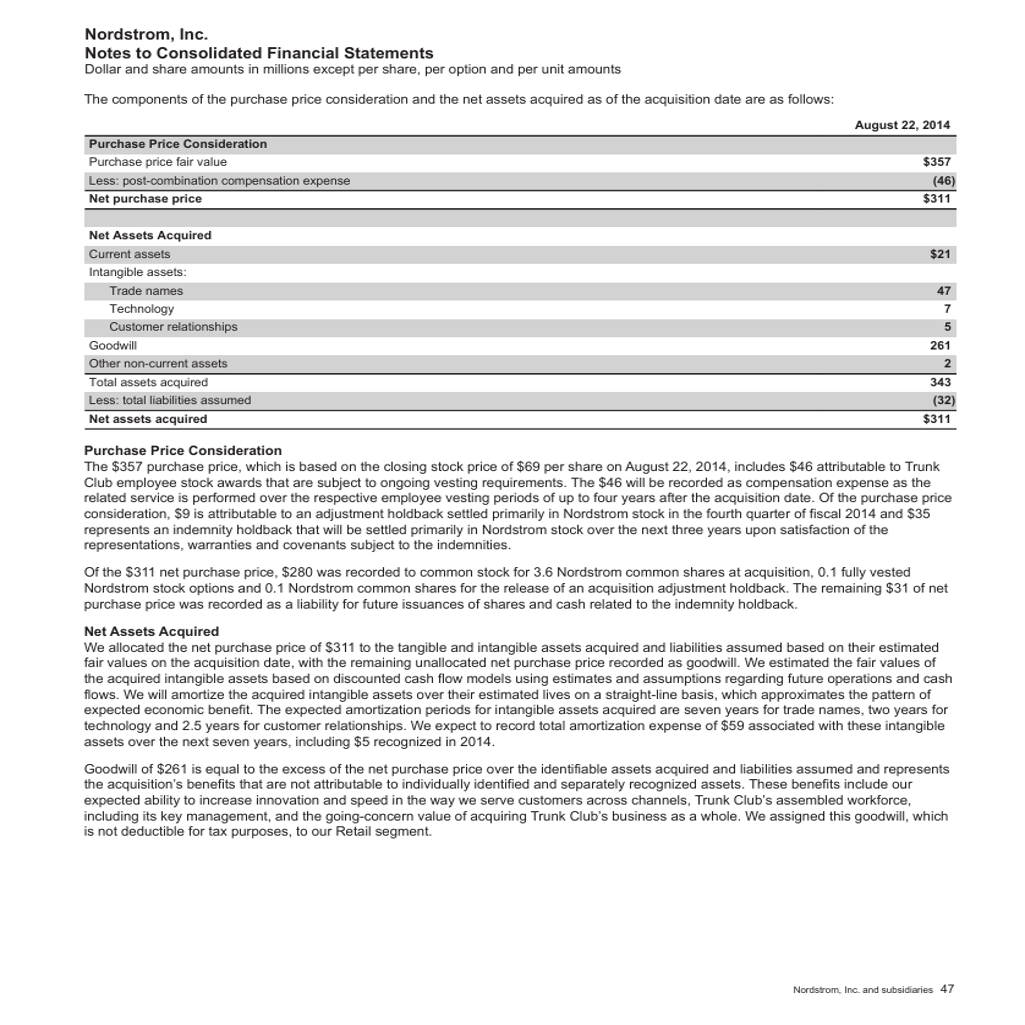 Nordstrom, Inc.
Notes to Consolidated Financial Statements
Dollar and share amounts in millions except per share, per option and per unit amounts
The components of the purchase price consideration and the net assets acquired as of the acquisition date are as follows:
August 22, 2014
Purchase Price Consideration
Purchase price fair value $357
Less: post-combination compensation expense (46)
Net purchase price $311
Net Assets Acquired
Current assets $21
Intangible assets:
Trade names 47
Technology 7
Customer relationships 5
Goodwill 261
Other non-current assets 2
Total assets acquired 343
Less: total liabilities assumed (32)
Net assets acquired $311
Purchase Price Consideration
The $357 purchase price, which is based on the closing stock price of $69 per share on August 22, 2014, includes $46 attributable to Trunk
Club employee stock awards that are subject to ongoing vesting requirements. The $46 will be recorded as compensation expense as the
related service is performed over the respective employee vesting periods of up to four years after the acquisition date. Of the purchase price
consideration, $9 is attributable to an adjustment holdback settled primarily in Nordstrom stock in the fourth quarter of fiscal 2014 and $35
represents an indemnity holdback that will be settled primarily in Nordstrom stock over the next three years upon satisfaction of the
representations, warranties and covenants subject to the indemnities.
Of the $311 net purchase price, $280 was recorded to common stock for 3.6 Nordstrom common shares at acquisition, 0.1 fully vested
Nordstrom stock options and 0.1 Nordstrom common shares for the release of an acquisition adjustment holdback. The remaining $31 of net
purchase price was recorded as a liability for future issuances of shares and cash related to the indemnity holdback.
Net Assets Acquired
We allocated the net purchase price of $311 to the tangible and intangible assets acquired and liabilities assumed based on their estimated
fair values on the acquisition date, with the remaining unallocated net purchase price recorded as goodwill. We estimated the fair values of
the acquired intangible assets based on discounted cash flow models using estimates and assumptions regarding future operations and cash
flows. We will amortize the acquired intangible assets over their estimated lives on a straight-line basis, which approximates the pattern of
expected economic benefit. The expected amortization periods for intangible assets acquired are seven years for trade names, two years for
technology and 2.5 years for customer relationships. We expect to record total amortization expense of $59 associated with these intangible
assets over the next seven years, including $5 recognized in 2014.
Goodwill of $261 is equal to the excess of the net purchase price over the identifiable assets acquired and liabilities assumed and represents
the acquisition's benefits that are not attributable to individually identified and separately recognized assets. These benefits include our
expected ability to increase innovation and speed in the way we serve customers across channels, Trunk Club's assembled workforce,
including its key management, and the going-concern value of acquiring Trunk Club's business as a whole. We assigned this goodwill, which
is not deductible for tax purposes, to our Retail segment.
Nordstrom, Inc. and subsidiaries 47